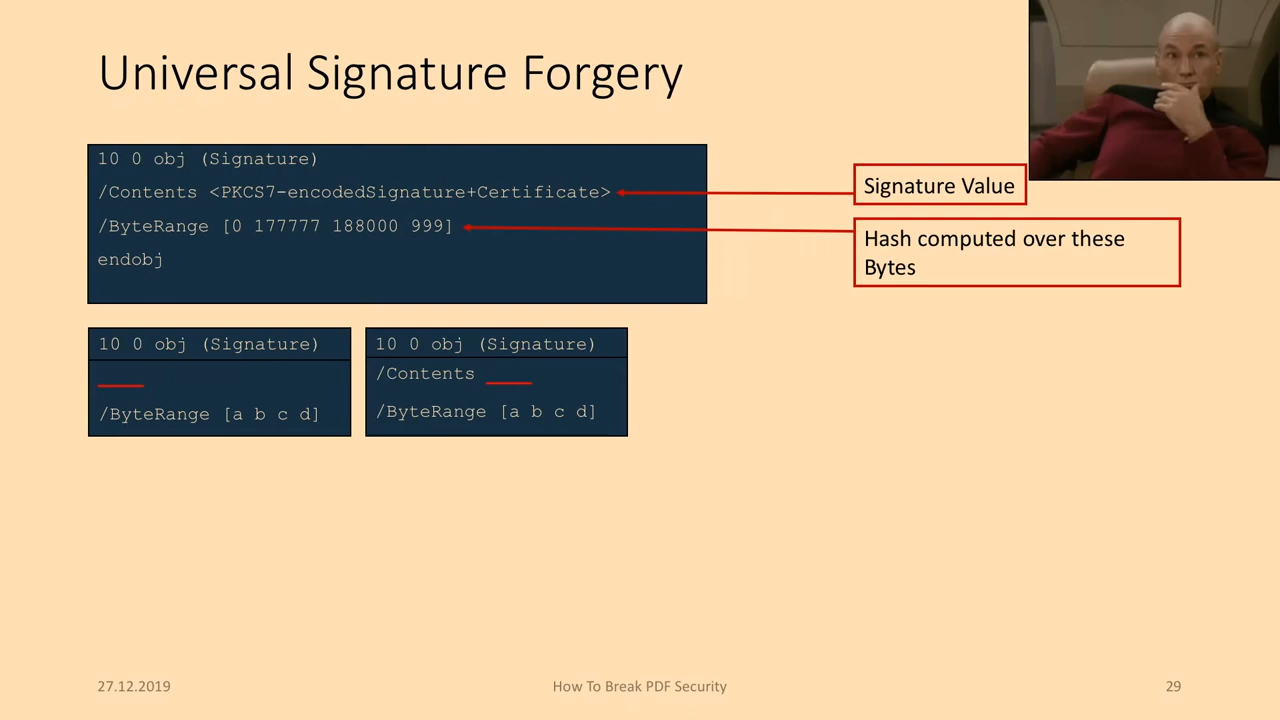 Universal Signature Forgery
10 0 obj (Signature)
/Contents <PKCS7-encodedSignature+Certificate>
/ByteRange [0 177777 188000 999]
endobj
Signature Value
Hash computed over these
Bytes
10 0 obj (Signature)
/ByteRange [a b c d]
10 0 obj (Signature)
/Contents
/ByteRange [a b c d]
27.12.2019
How To Break PDF Security
29